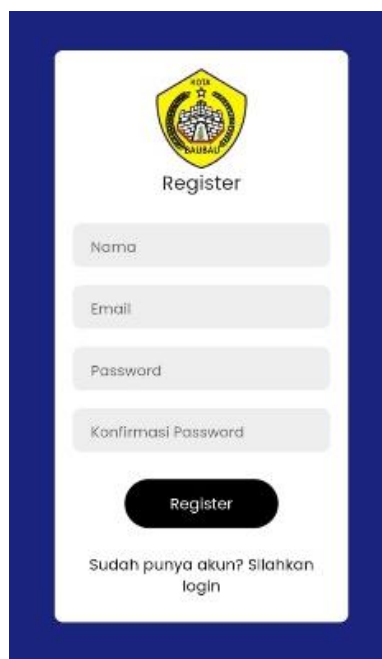 KOTA
BAUBAU
Register
Nama
Email
Password
Konfirmasi Password
Register
Sudah punya akun? Silahkan
login